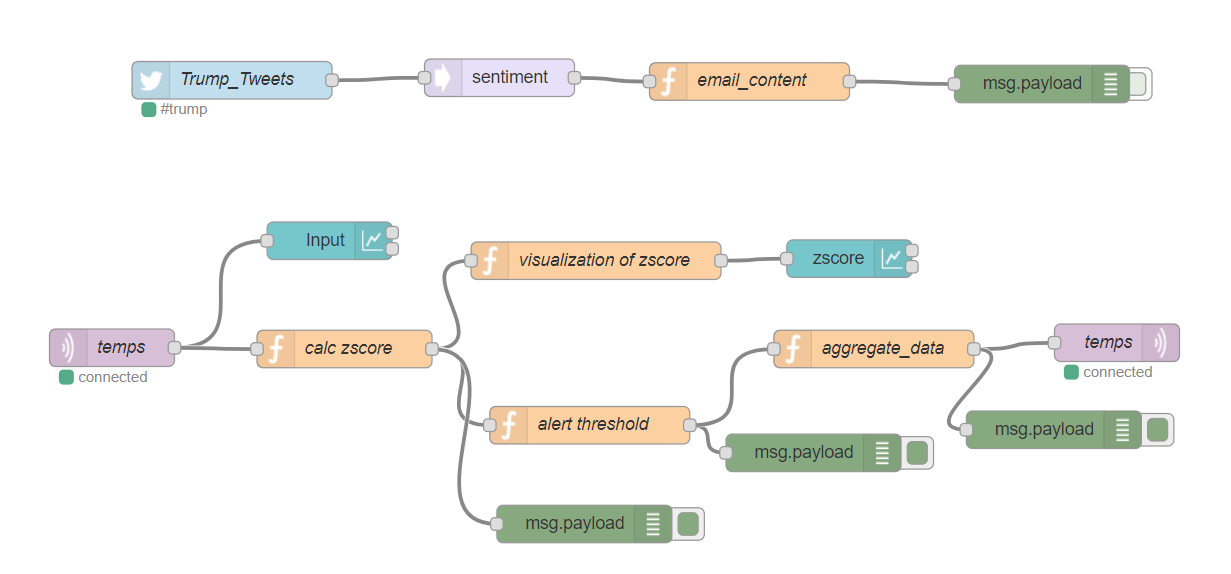 Trump_Tweets
sentiment
email_content
msg.payload
#trump
Input
visualization of zscore
zscore
temps
calc zscore
aggregate_data
temps
connected
connected
alert threshold
msg.payload
msg.payload
msg.payload